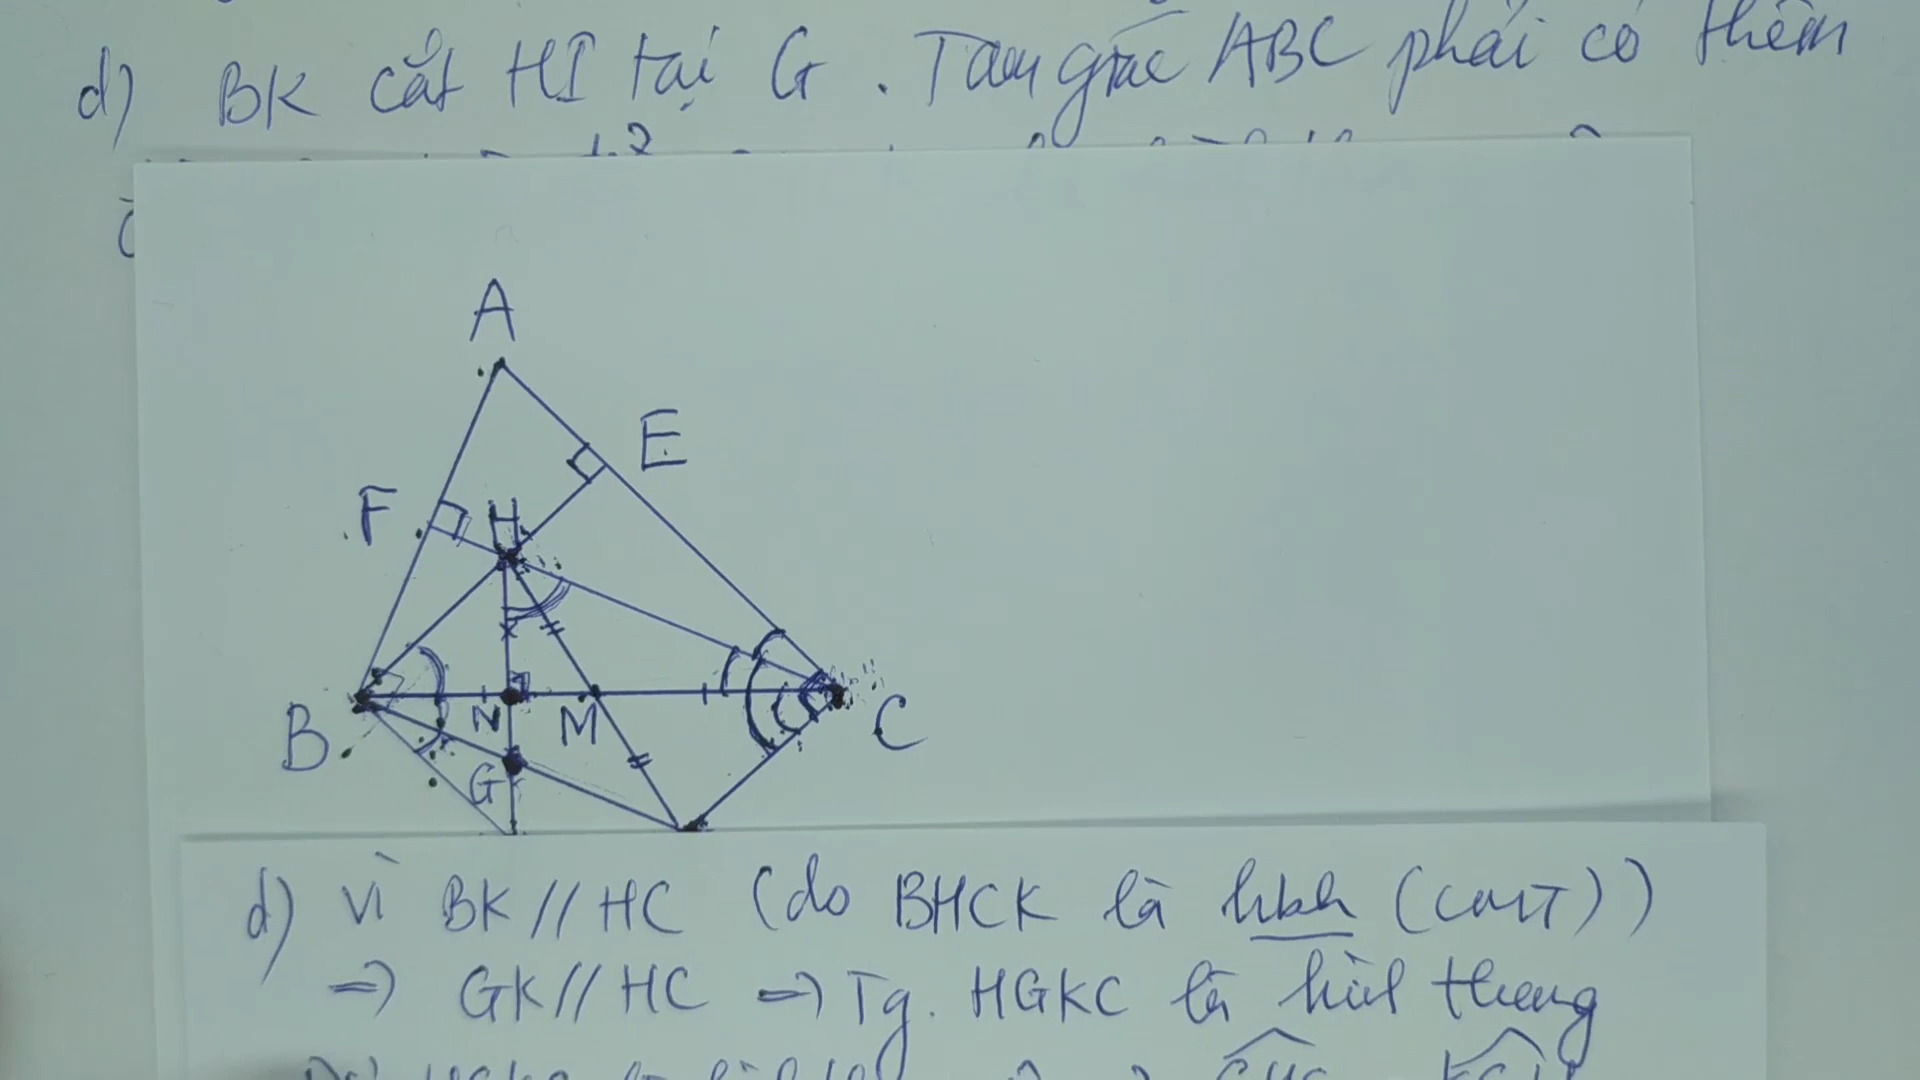 d) BK cắt HI tại G. Tam giác ABC phải có thêm
A
E
F
H
B
N
M
C
G
d) Vì BK // HC (do BHCK là hbh (CMT))
=> GK // HC => Tg. HGKC là hình thang